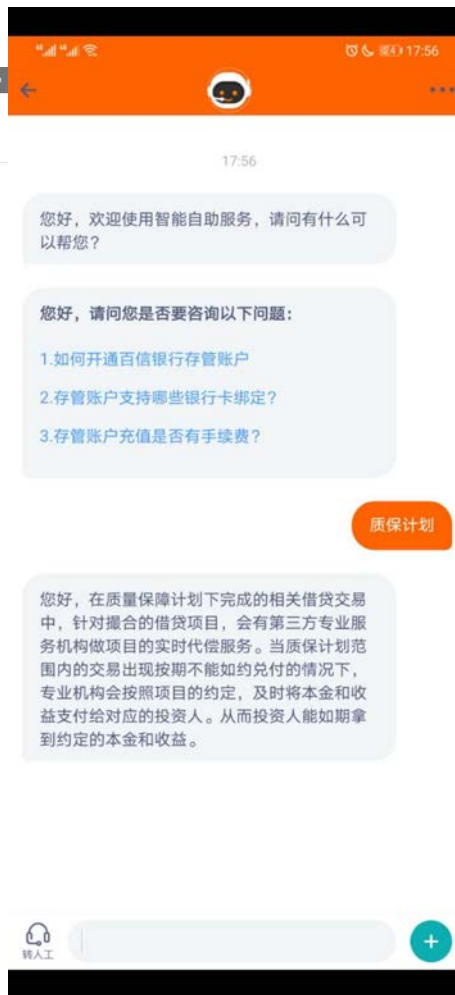 17:56
17:56
您好，欢迎使用智能自助服务，请问有什么可
以帮您？
您好，请问您是否要咨询以下问题：
1.如何开通百信银行存管账户
2.存管账户支持哪些银行卡绑定？
3.存管账户充值是否有手续费？
质保计划
您好，在质量保障计划下完成的相关借贷交易
中，针对撮合的借贷项目，会有第三方专业服
务机构做项目的实时代偿服务。当质保计划范
围内的交易出现按期不能如约兑付的情况下，
专业机构会按照项目的约定，及时将本金和收
益支付给对应的投资人。从而投资人能如期拿
到约定的本金和收益。
转人工